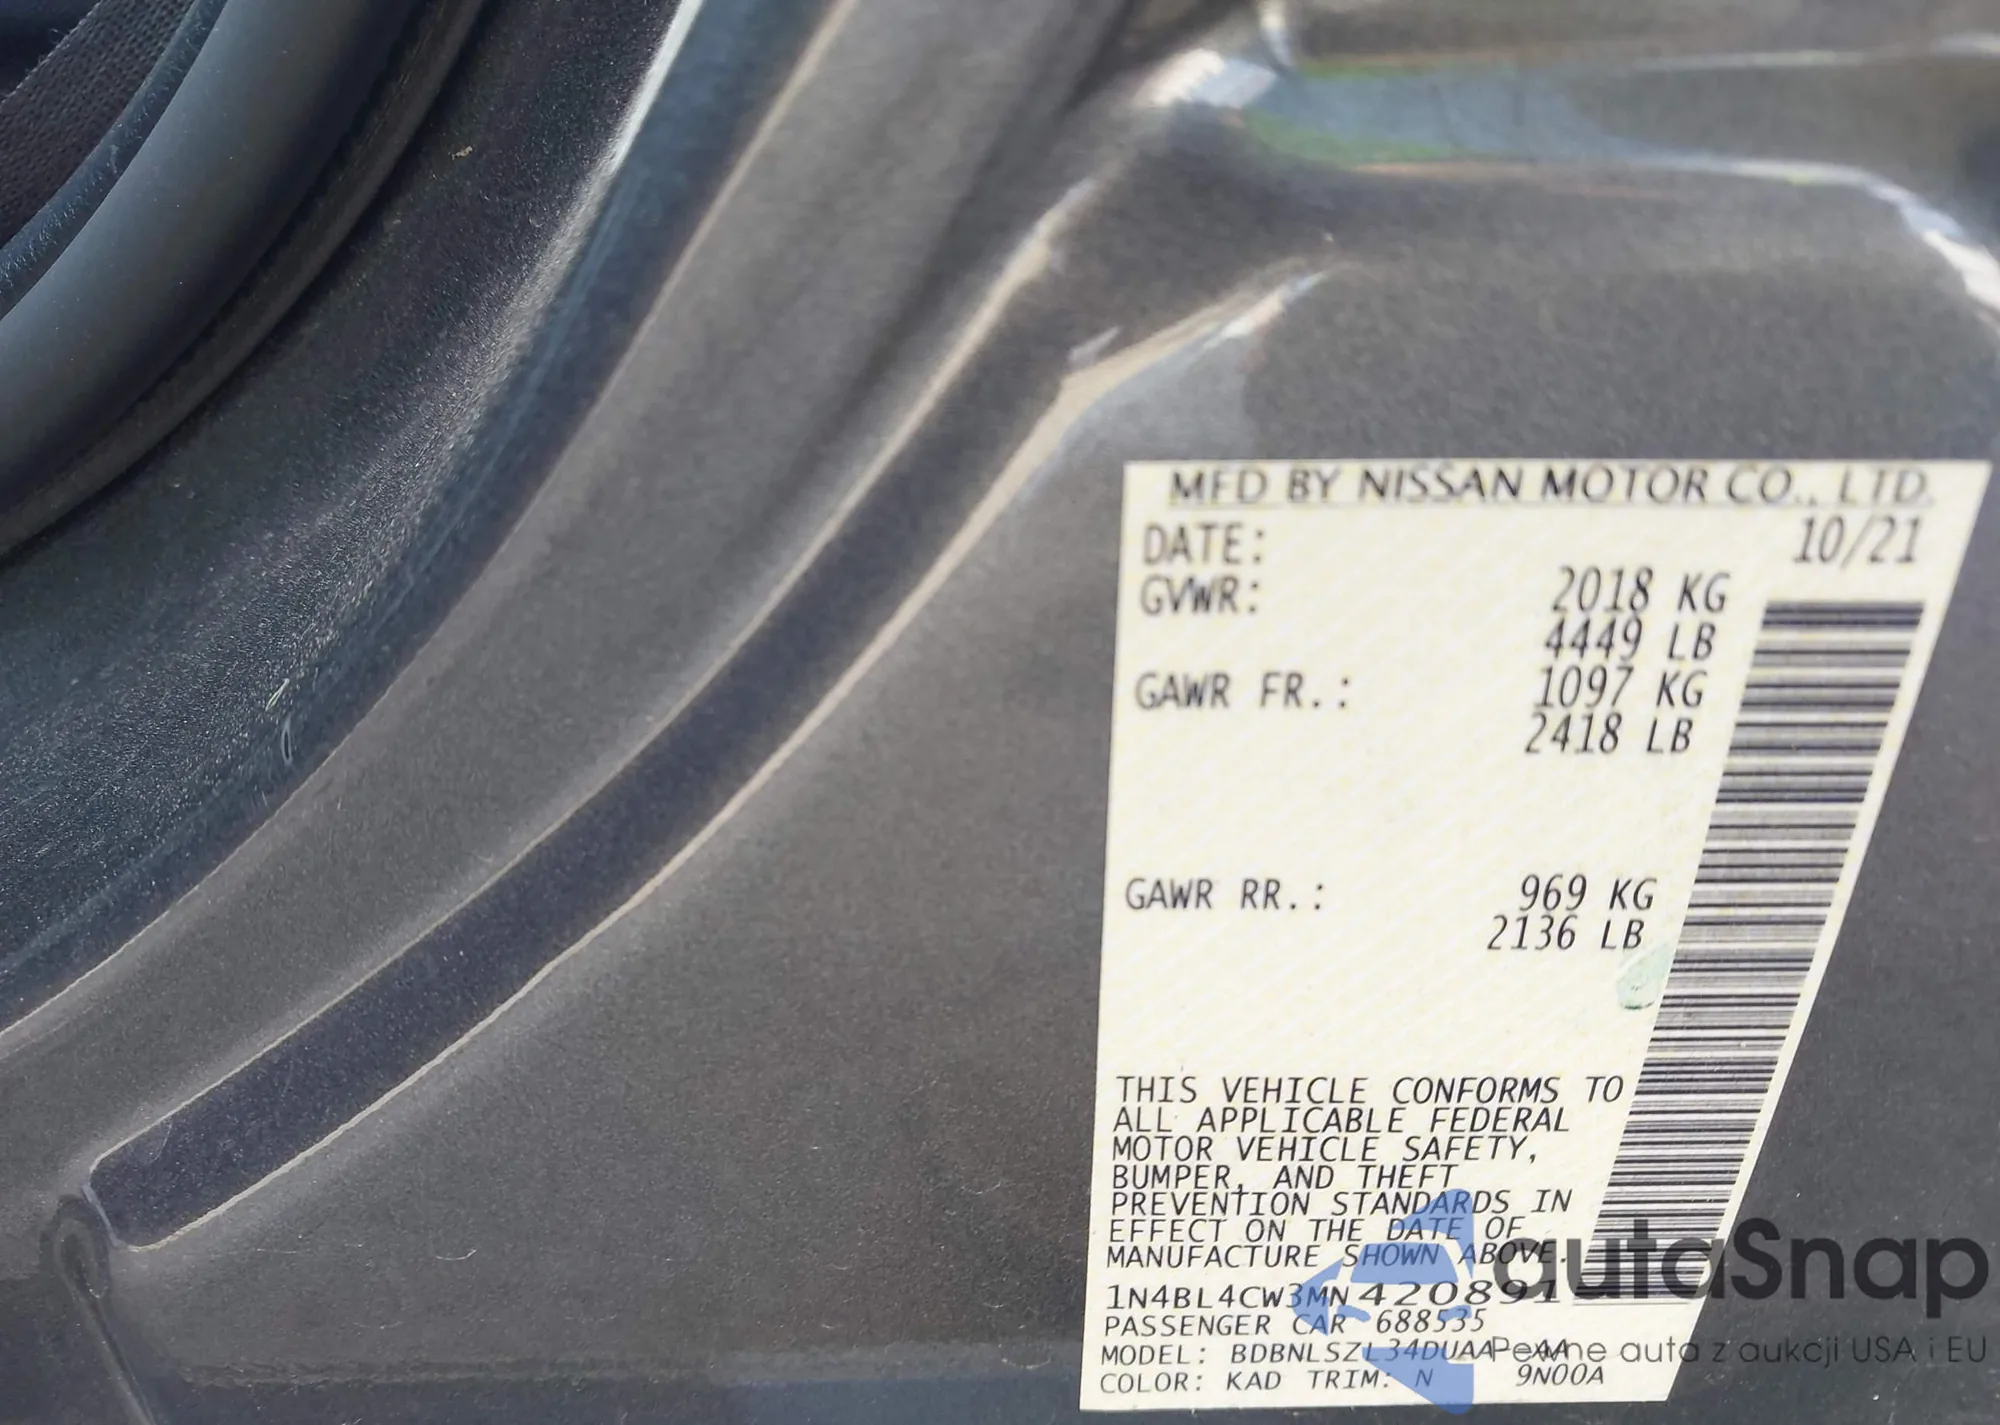 MFD BY NISSAN MOTOR CO., LTD.
DATE: 10/21
GVWR: 2018 KG
4449 LB
GAWR FR.: 1097 KG
2418 LB
GAWR RR.: 969 KG
2136 LB
THIS VEHICLE CONFORMS TO
ALL APPLICABLE FEDERAL
MOTOR VEHICLE SAFETY,
BUMPER, AND THEFT
PREVENTION STANDARDS IN
EFFECT ON THE DATE OF
MANUFACTURE SHOWN ABOVE.
1N4BL4CW3MN420891
PASSENGER CAR 688535
MODEL: BDBNLSZL34DUAA-AA
COLOR: KAD TRIM: N 9N00A
autaSnap
Pewne auta z aukcji USA i EU